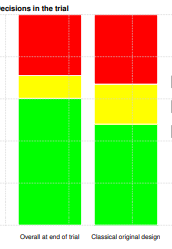 ecisions in the trial
Overall at end of trial Classical original design